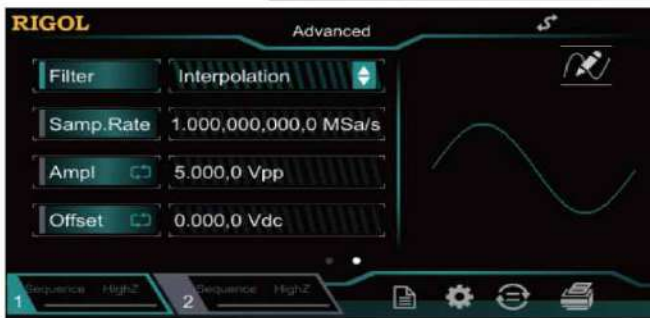 RIGOL
Advanced
Filter Interpolation
Samp.Rate 1.000,000,000,0 MSa/s
Ampl 5.000,0 Vpp
Offset 0.000,0 Vdc
1 Sequence HighZ 2 Sequence HighZ